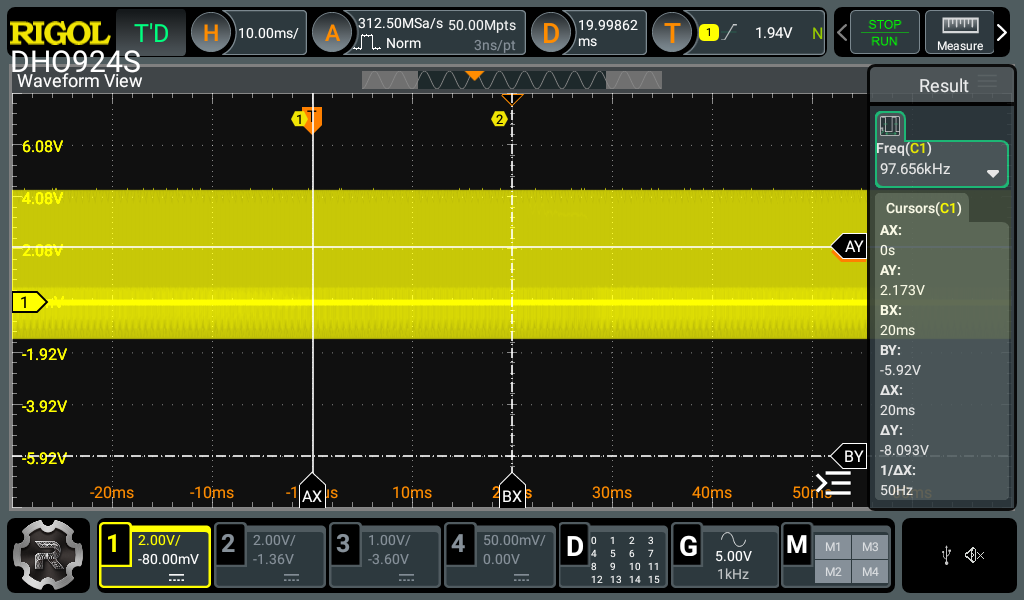 RIGOL
T'D
H
10.00ms/
A
312.50MSa/s 50.00Mpts
Norm
3ns/pt
D
19.99862
ms
T
1
1.94V
N
STOP
RUN
Measure
DHO924S
Waveform View
1
T
2
6.08V
4.08V
2.08V
1
-1.92V
-3.92V
-5.92V
AY
BY
-20ms
-10ms
AX
10ms
BX
30ms
40ms
Result
Freq(C1)
97.656kHz
Cursors(C1)
AX:
0s
AY:
2.173V
BX:
20ms
BY:
-5.92V
ΔX:
20ms
ΔY:
-8.093V
1/ΔX:
50Hz
1
2.00V/
-80.00mV
2
2.00V/
-1.36V
3
1.00V/
-3.60V
4
50.00mV/
0.00V
D
0 1 2 3
4 5 6 7
8 9 10 11
12 13 14 15
G
5.00V
1kHz
M
M1 M3
M2 M4
R